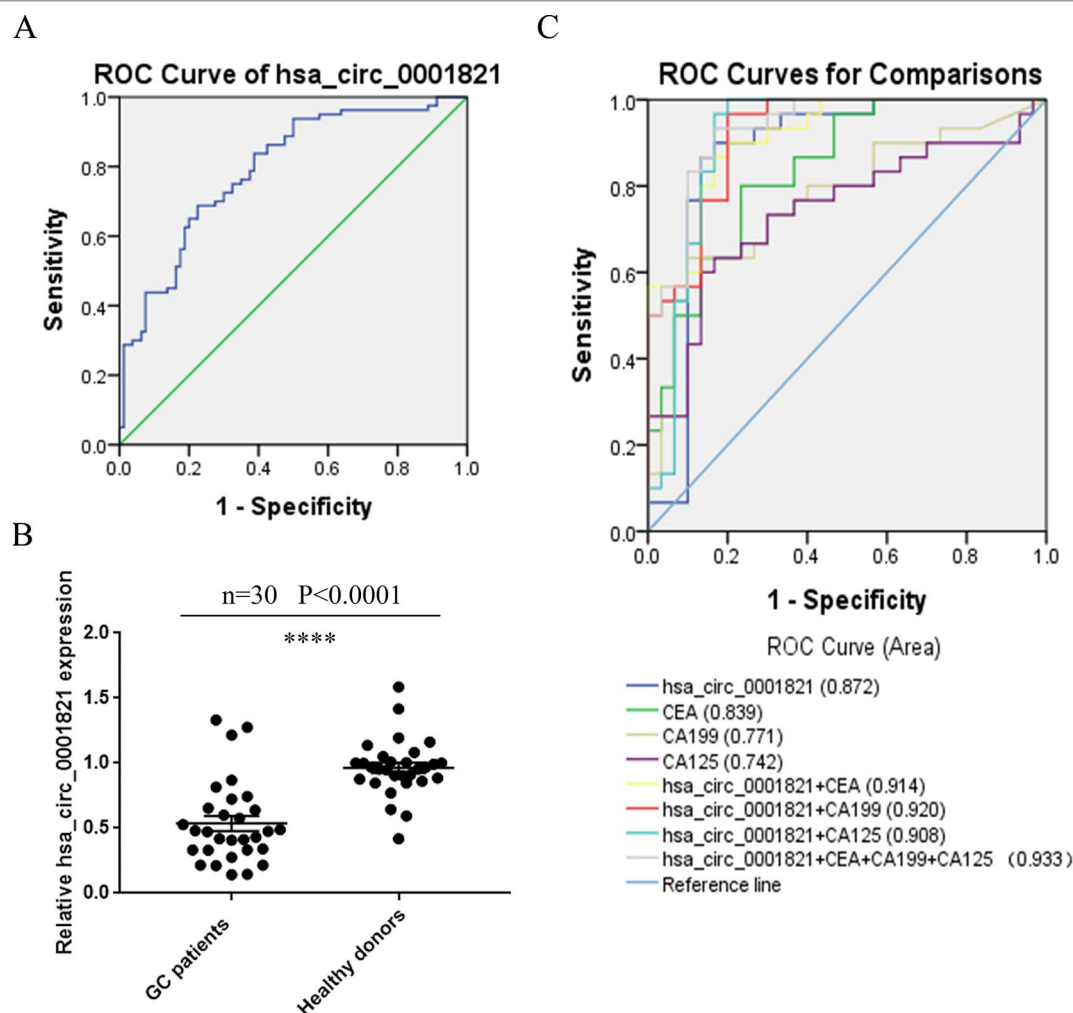 A
ROC Curve of hsa_circ_0001821
1.0
0.8
0.6
0.4
0.2
0.0
Sensitivity
0.0 0.2 0.4 0.6 0.8 1.0
1 - Specificity
B
n=30 P<0.0001
****
2.0
1.5
1.0
0.5
0.0
Relative hsa_circ_0001821 expression
GC patients
Healthy donors
C
ROC Curves for Comparisons
1.0
0.8
0.6
0.4
0.2
0.0
Sensitivity
0.0 0.2 0.4 0.6 0.8 1.0
1 - Specificity
ROC Curve (Area)
hsa_circ_0001821 (0.872)
CEA (0.839)
CA199 (0.771)
CA125 (0.742)
hsa_circ_0001821+CEA (0.914)
hsa_circ_0001821+CA199 (0.920)
hsa_circ_0001821+CA125 (0.908)
hsa_circ_0001821+CEA+CA199+CA125 (0.933)
Reference line